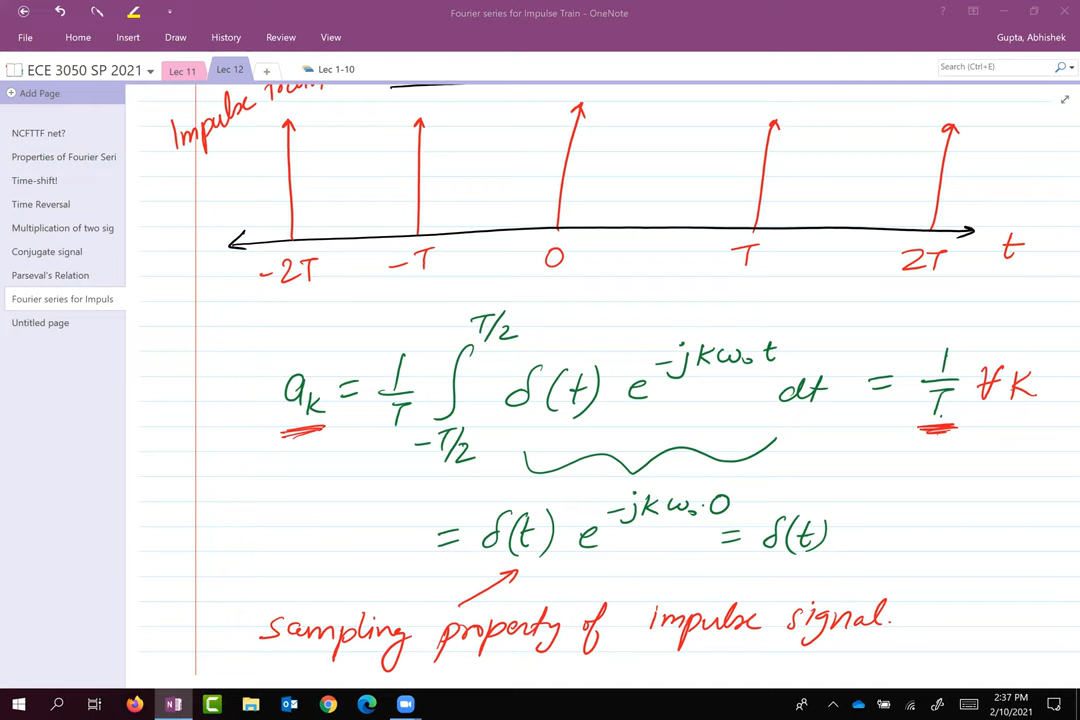 Fourier series for Impulse Train - OneNote
File Home Insert Draw History Review View
Gupta, Abhishek
ECE 3050 SP 2021 Lec 11 Lec 12 Lec 1-10
Search (Ctrl+E)
Add Page
NCFTTF net?
Properties of Fourier Seri
Time-shift!
Time Reversal
Multiplication of two sig
Conjugate signal
Parseval's Relation
Fourier series for Impuls
Untitled page
Impulse Train
-2T -T 0 T 2T t
a_k = 1/T ∫_{-T/2}^{T/2} δ(t) e^{-jkω₀t} dt = 1/T ∀ K
= δ(t) e^{-jkω₀·0} = δ(t)
sampling property of impulse signal.
2:37 PM
2/10/2021